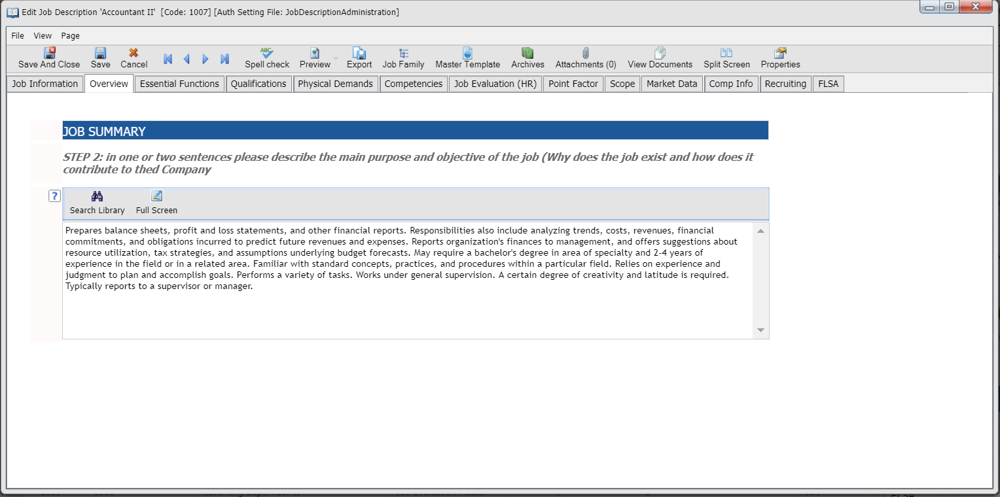 Edit Job Description 'Accountant II'  [Code: 1007] [Auth Setting File: JobDescriptionAdministration]
File View Page
Save And Close Save Cancel ABC Spell check Preview Export Job Family Master Template Archives Attachments (0) View Documents Split Screen Properties
Job Information Overview Essential Functions Qualifications Physical Demands Competencies Job Evaluation (HR) Point Factor Scope Market Data Comp Info Recruiting FLSA
JOB SUMMARY
STEP 2: in one or two sentences please describe the main purpose and objective of the job (Why does the job exist and how does it
contribute to thed Company
?
Search Library Full Screen
Prepares balance sheets, profit and loss statements, and other financial reports. Responsibilities also include analyzing trends, costs, revenues, financial
commitments, and obligations incurred to predict future revenues and expenses. Reports organization's finances to management, and offers suggestions about
resource utilization, tax strategies, and assumptions underlying budget forecasts. May require a bachelor's degree in area of specialty and 2-4 years of
experience in the field or in a related area. Familiar with standard concepts, practices, and procedures within a particular field. Relies on experience and
judgment to plan and accomplish goals. Performs a variety of tasks. Works under general supervision. A certain degree of creativity and latitude is required.
Typically reports to a supervisor or manager.